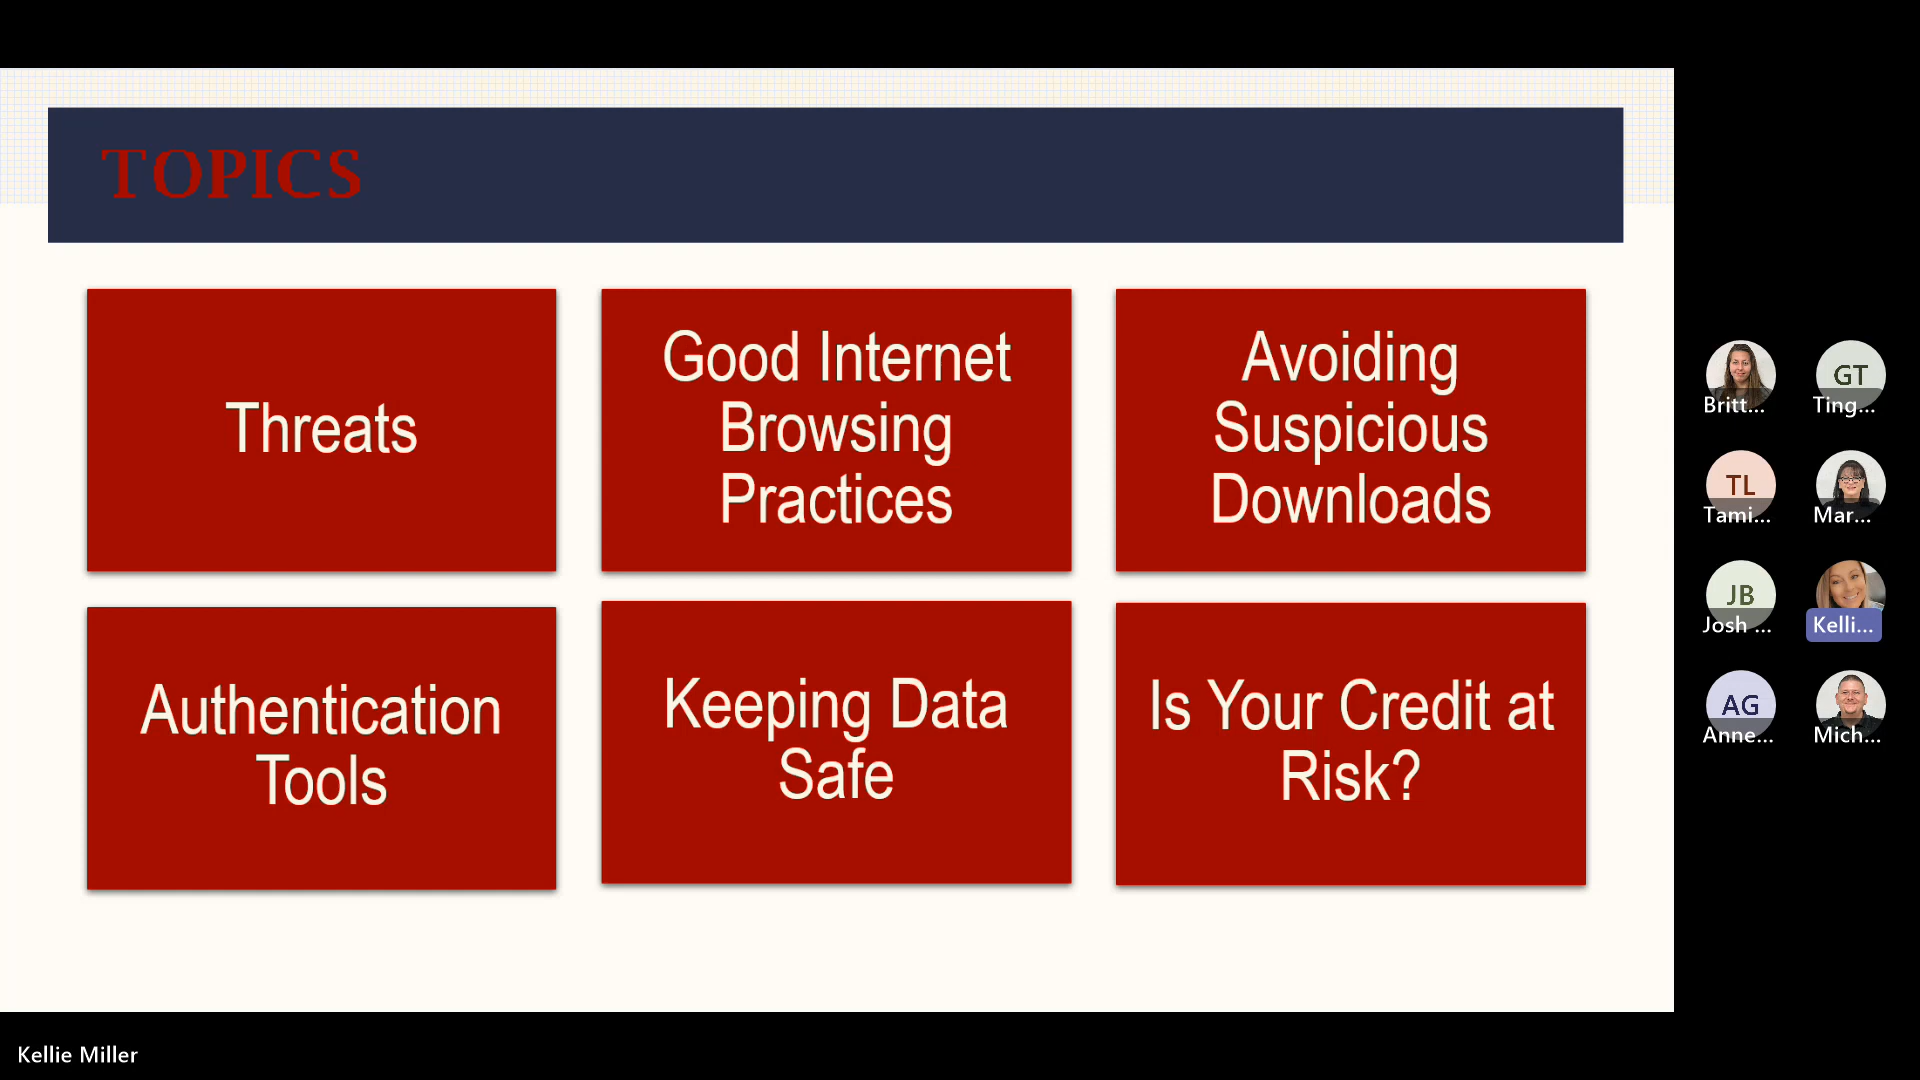 TOPICS
Threats
Good Internet
Browsing
Practices
Avoiding
Suspicious
Downloads
Authentication
Tools
Keeping Data
Safe
Is Your Credit at
Risk?
Britt...
GT
Ting...
TL
Tami...
Mar...
JB
Josh ...
Kelli...
AG
Anne...
Mich...
Kellie Miller